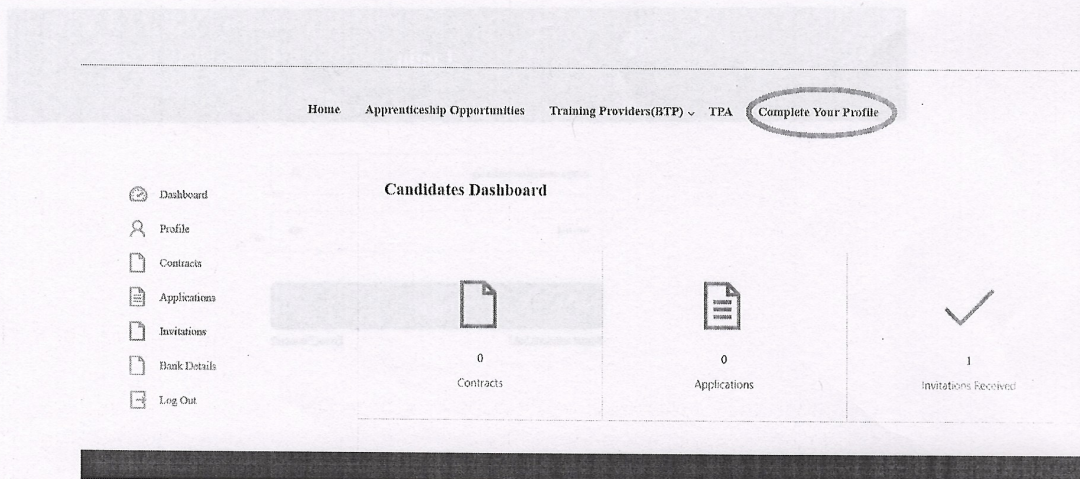 Home Apprenticeship Opportunities Training Providers(BTP) TPA Complete Your Profile
Candidates Dashboard
Dashboard
Profile
Contracts
Applications
Invitations
Bank Details
Log Out
0
Contracts
0
Applications
1
Invitations Received